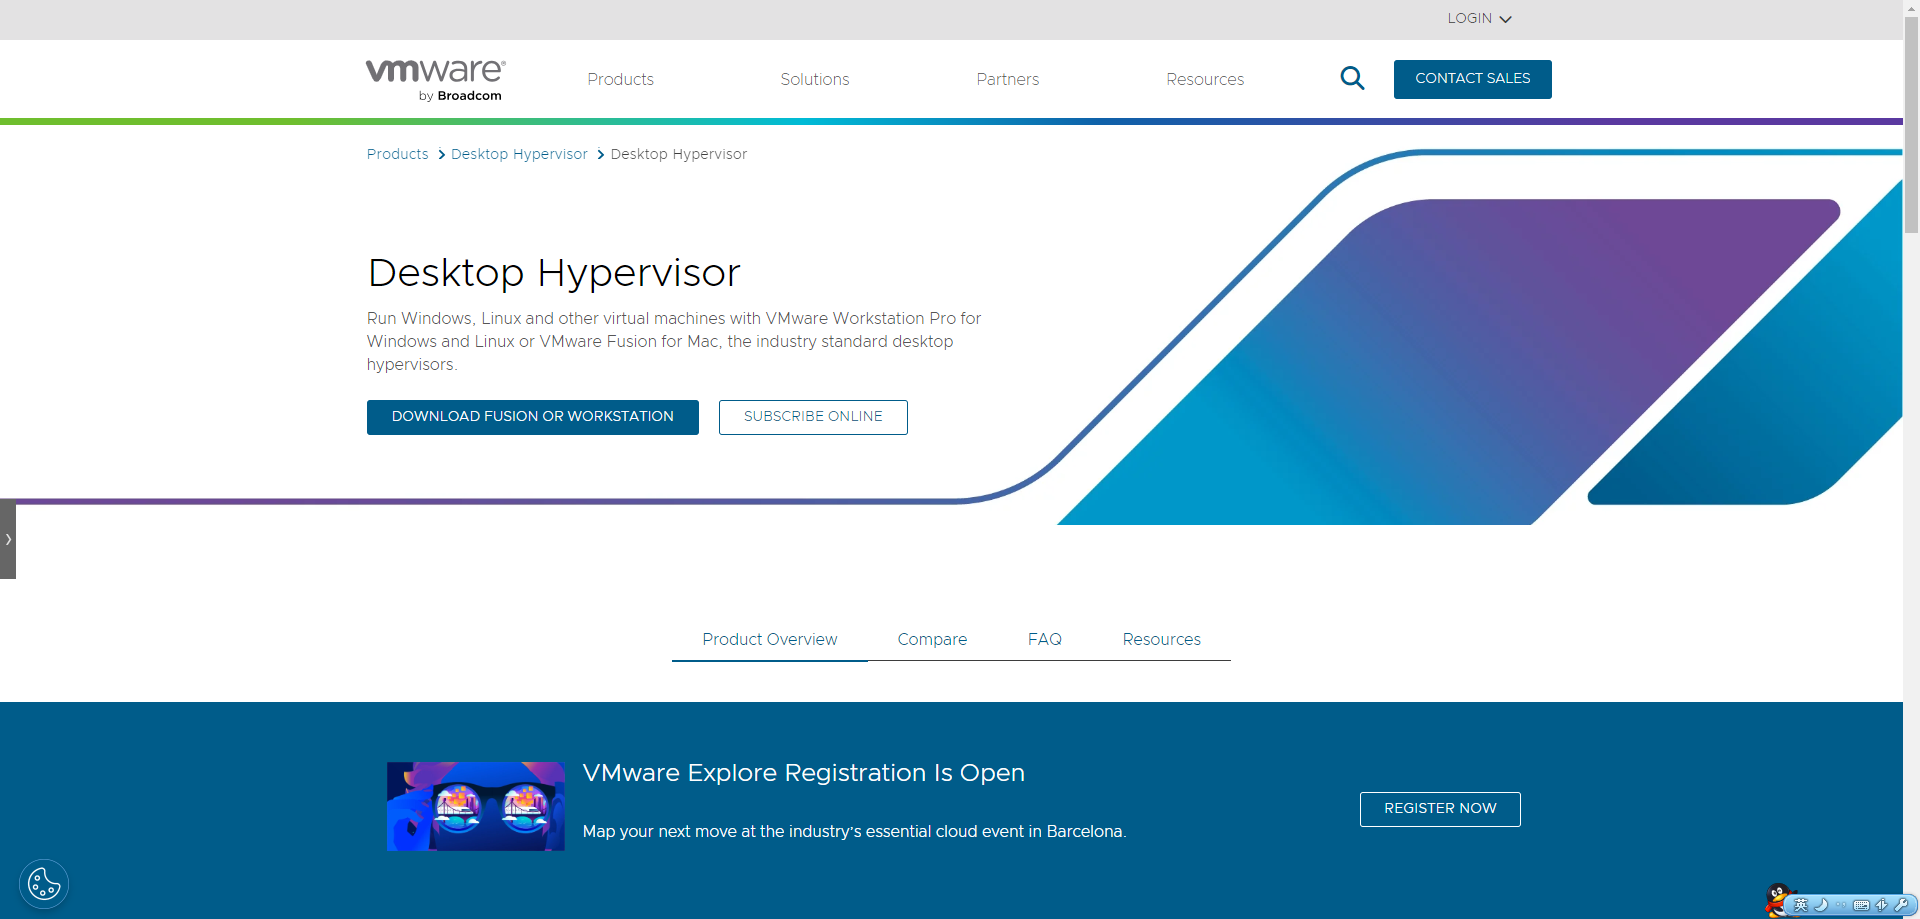 LOGIN
vmware®
by Broadcom
Products
Solutions
Partners
Resources
CONTACT SALES
Products
Desktop Hypervisor
Desktop Hypervisor
Desktop Hypervisor
Run Windows, Linux and other virtual machines with VMware Workstation Pro for
Windows and Linux or VMware Fusion for Mac, the industry standard desktop
hypervisors.
DOWNLOAD FUSION OR WORKSTATION
SUBSCRIBE ONLINE
Product Overview
Compare
FAQ
Resources
VMware Explore Registration Is Open
Map your next move at the industry’s essential cloud event in Barcelona.
REGISTER NOW
英